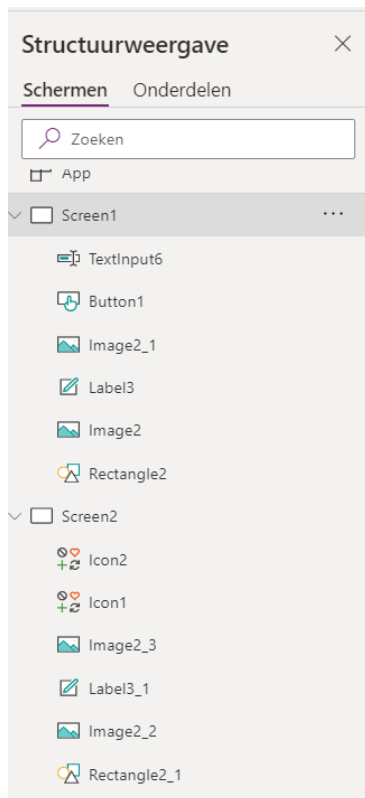 Structuurweergave
Schermen Onderdelen
Zoeken
App
Screen1
TextInput6
Button1
Image2_1
Label3
Image2
Rectangle2
Screen2
Icon2
Icon1
Image2_3
Label3_1
Image2_2
Rectangle2_1